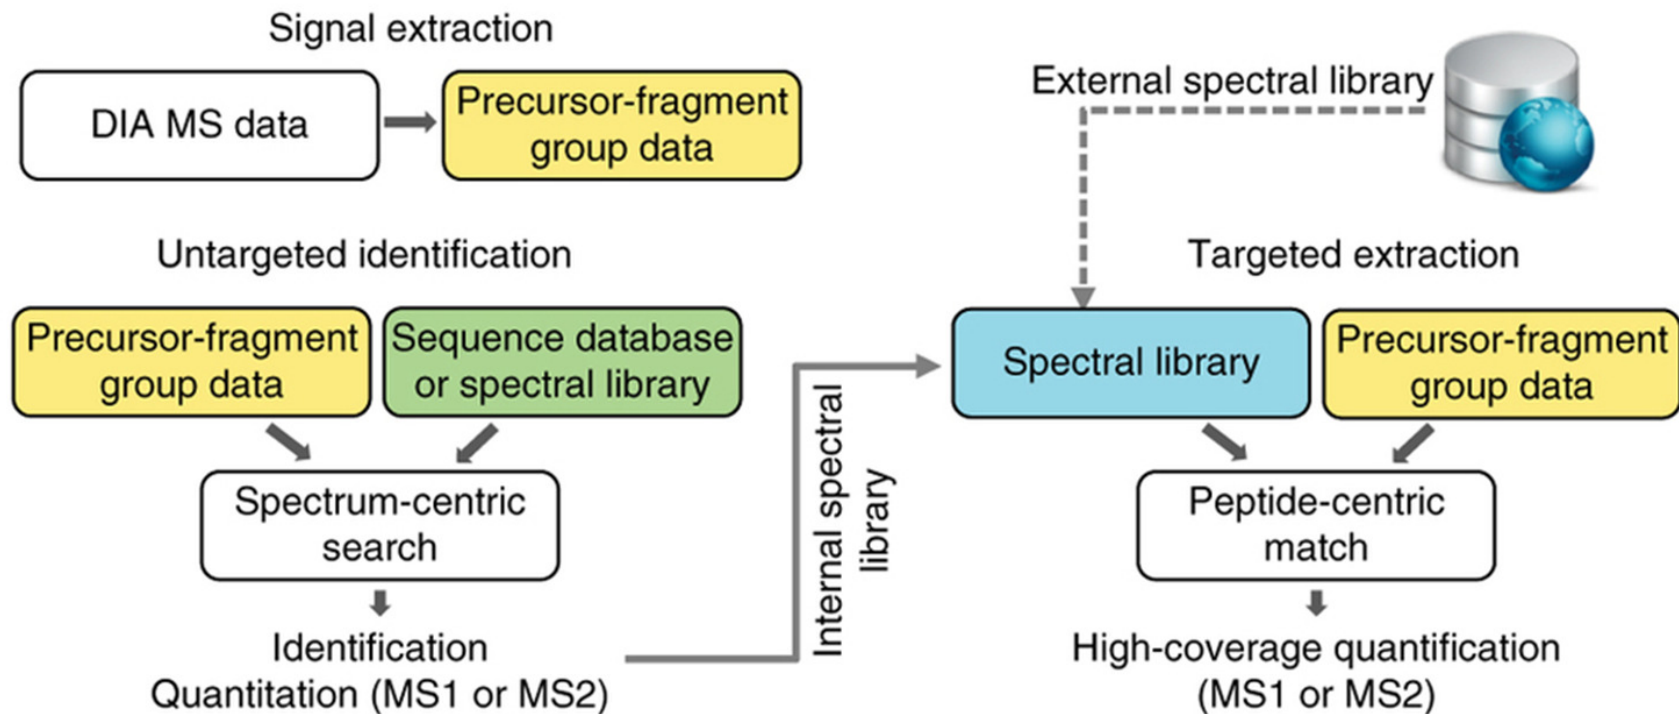 Signal extraction
DIA MS data
Precursor-fragment
group data
External spectral library
Untargeted identification
Precursor-fragment
group data
Sequence database
or spectral library
Spectrum-centric
search
Identification
Quantitation (MS1 or MS2)
Internal spectral
library
Targeted extraction
Spectral library
Precursor-fragment
group data
Peptide-centric
match
High-coverage quantification
(MS1 or MS2)